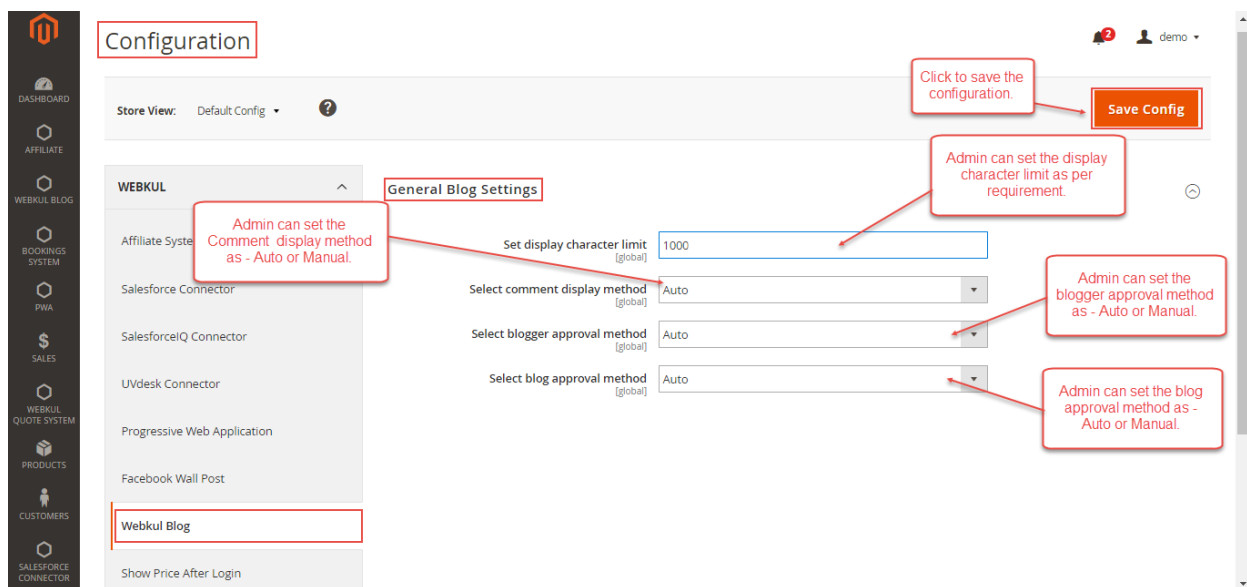 Configuration
2
demo
Click to save the
configuration.
Store View: Default Config
?
Save Config
DASHBOARD
AFFILIATE
WEBKUL BLOG
BOOKINGS
SYSTEM
PWA
$
SALES
WEBKUL
QUOTE SYSTEM
PRODUCTS
CUSTOMERS
SALESFORCE
CONNECTOR
WEBKUL
Affiliate Syste
Salesforce Connector
SalesforceIQ Connector
UVdesk Connector
Progressive Web Application
Facebook Wall Post
Webkul Blog
Show Price After Login
General Blog Settings
Admin can set the display
character limit as per
requirement.
Admin can set the
Comment display method
as - Auto or Manual.
Set display character limit
[global]
1000
Select comment display method
[global]
Auto
Select blogger approval method
[global]
Auto
Select blog approval method
[global]
Auto
Admin can set the
blogger approval method
as - Auto or Manual.
Admin can set the blog
approval method as -
Auto or Manual.